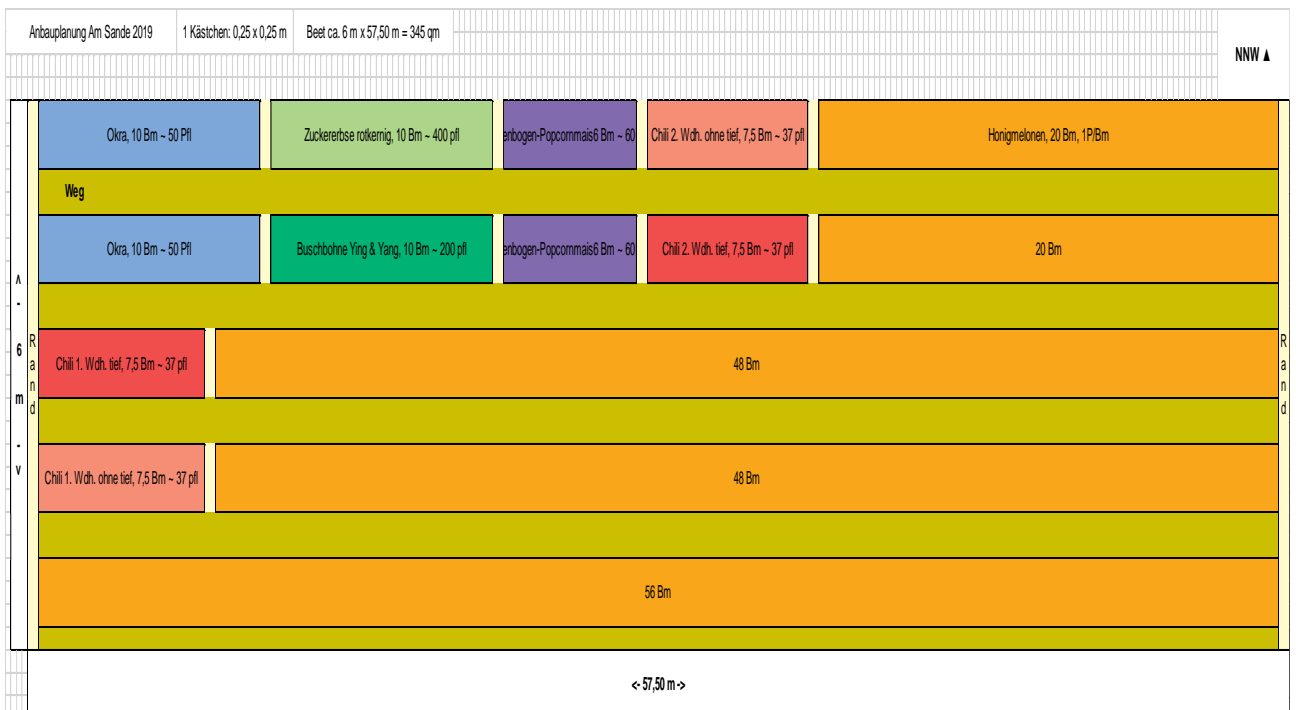 Anbauplanung Am Sande 2019
1 Kästchen: 0,25 x 0,25 m
Beet ca. 6 m x 57,50 m = 345 qm
NNW ▲
Okra, 10 Bm ~ 50 Pfl
Zuckererbse rotkernig, 10 Bm ~ 400 pfl
enbogen-Popcornmais6 Bm ~ 60
Chili 2. Wdh. ohne tief, 7,5 Bm ~ 37 pfl
Honigmelonen, 20 Bm, 1P/Bm
Weg
Okra, 10 Bm ~ 50 Pfl
Buschbohne Ying & Yang, 10 Bm ~ 200 pfl
enbogen-Popcornmais6 Bm ~ 60
Chili 2. Wdh. tief, 7,5 Bm ~ 37 pfl
20 Bm
<- 6 m ->
Rand
Chili 1. Wdh. tief, 7,5 Bm ~ 37 pfl
48 Bm
Rand
Chili 1. Wdh. ohne tief, 7,5 Bm ~ 37 pfl
48 Bm
56 Bm
<- 57,50 m ->